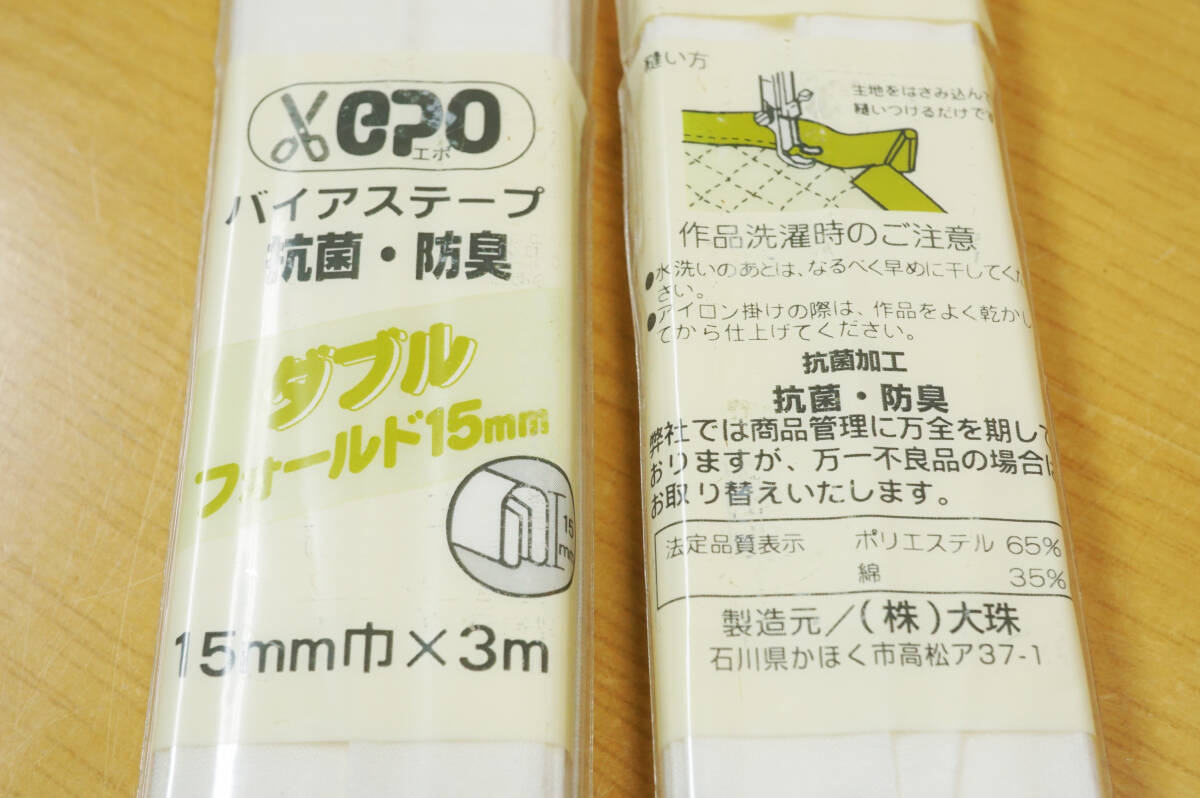 epo
エポ
バイアステープ
抗菌・防臭
ダブル
フォールド15mm
15
mm
15mm巾×3m
縫い方
生地をはさみ込んで
縫いつけるだけです
作品洗濯時のご注意
●水洗いのあとは、なるべく早めに干してくだ
さい。
●アイロン掛けの際は、作品をよく乾かし
てから仕上げてください。
抗菌加工
抗菌・防臭
弊社では商品管理に万全を期して
おりますが、万一不良品の場合は
お取り替えいたします。
法定品質表示 ポリエステル 65%
綿 35%
製造元/(株)大珠
石川県かほく市高松ア37-1